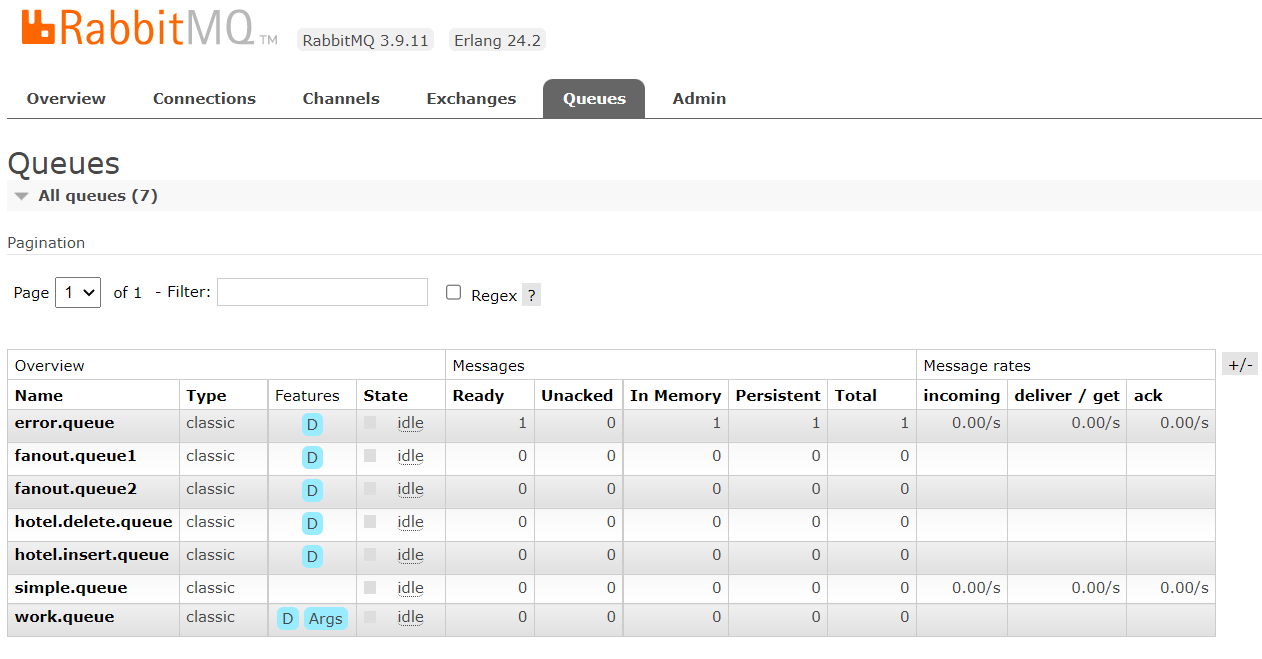 RabbitMQ TM RabbitMQ 3.9.11 Erlang 24.2
Overview Connections Channels Exchanges Queues Admin
Queues
All queues (7)
Pagination
Page 1 of 1 - Filter: Regex ?
Overview Messages Message rates +/-
Name Type Features State Ready Unacked In Memory Persistent Total incoming deliver / get ack
error.queue classic D idle 1 0 1 1 1 0.00/s 0.00/s 0.00/s
fanout.queue1 classic D idle 0 0 0 0 0
fanout.queue2 classic D idle 0 0 0 0 0
hotel.delete.queue classic D idle 0 0 0 0 0
hotel.insert.queue classic D idle 0 0 0 0 0
simple.queue classic idle 0 0 0 0 0 0.00/s 0.00/s 0.00/s
work.queue classic D Args idle 0 0 0 0 0